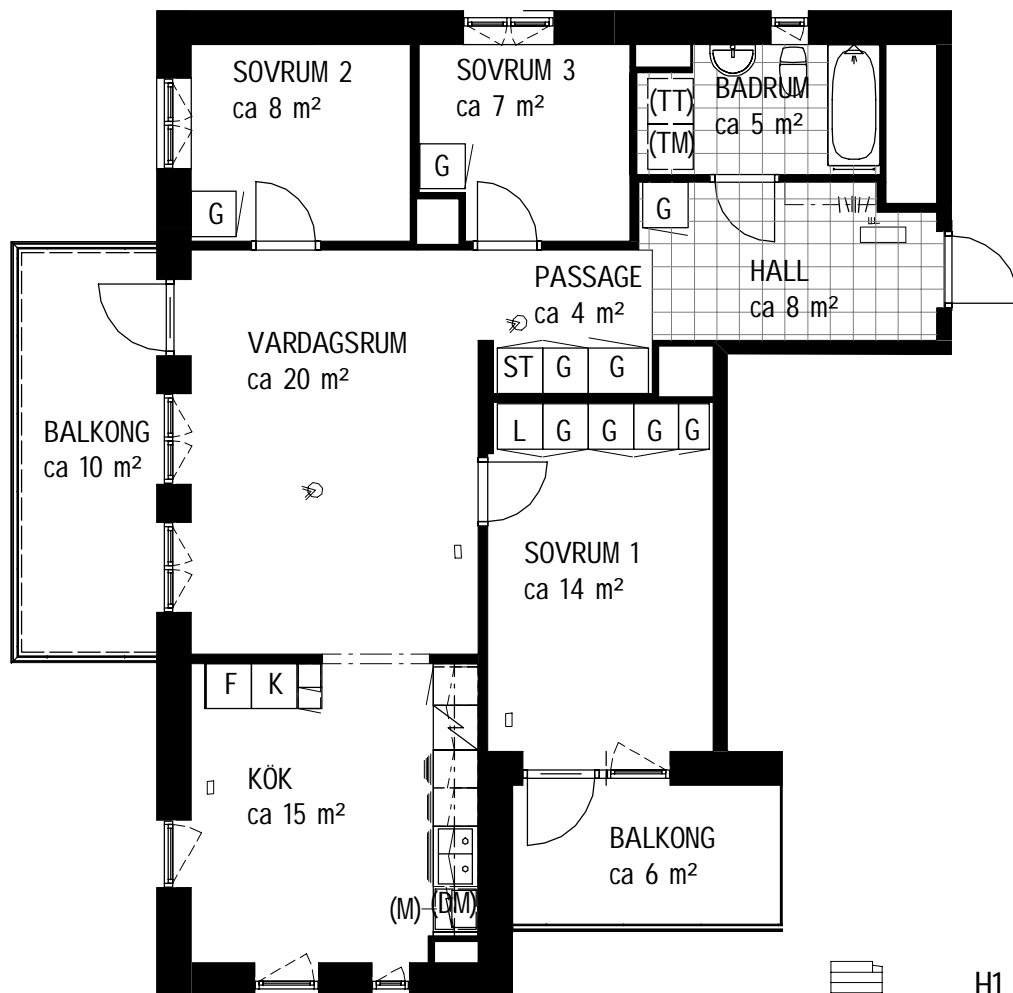 SOVRUM 2
ca 8 m²
SOVRUM 3
ca 7 m²
BADRUM
ca 5 m²
(TT)
(TM)
G
G
G
PASSAGE
ca 4 m²
HALL
ca 8 m²
VARDAGSRUM
ca 20 m²
ST G G
L G G G G
BALKONG
ca 10 m²
SOVRUM 1
ca 14 m²
F K
KÖK
ca 15 m²
BALKONG
ca 6 m²
(M) (DM)
H1